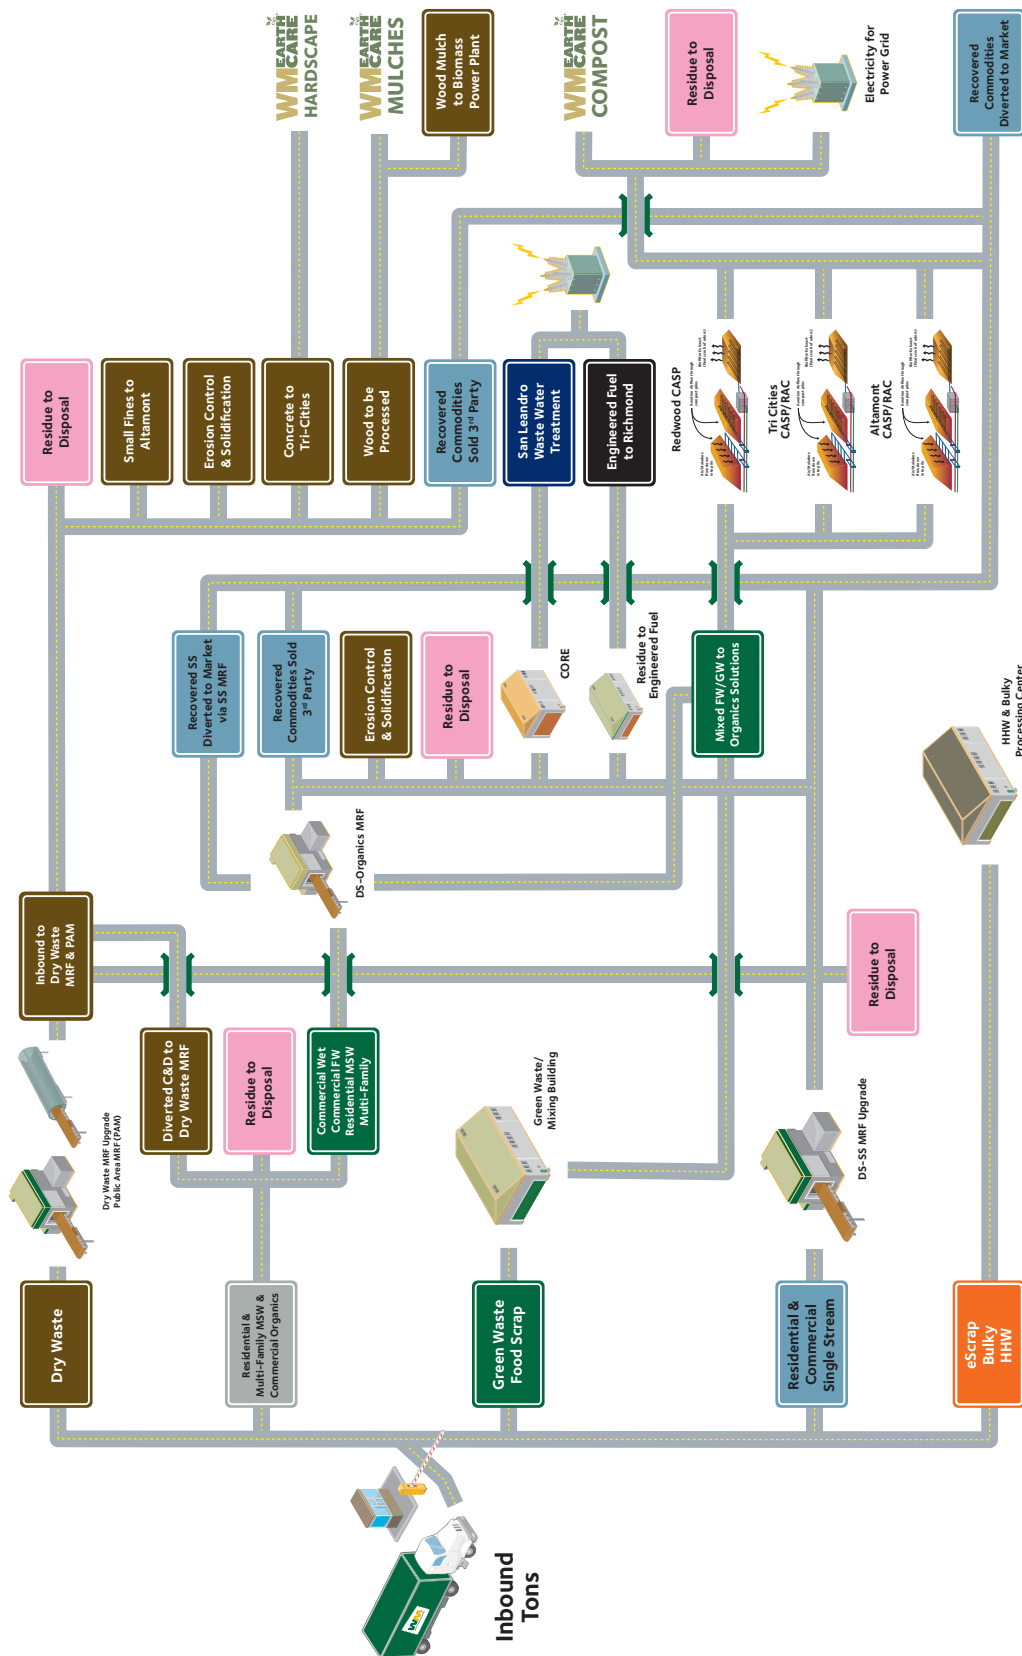 Inbound
Tons
Dry Waste
Residential &
Multi-Family MSW &
Commercial Organics
Green Waste
Food Scrap
Residential &
Commercial
Single Stream
eScrap
Bulky
HHW
Dry Waste MRF Upgrade
Public Area MRF (PAM)
Diverted C&D to
Dry Waste MRF
Residue to
Disposal
Commercial Wet
Commercial FW
Residential MSW
Multi-Family
Green Waste/
Mixing Building
DS-SS MRF Upgrade
Inbound to
Dry Waste
MRF & PAM
DS-Organics MRF
Residue to
Disposal
Recovered SS
Diverted to Market
via SS MRF
Recovered
Commodities Sold
3rd Party
Erosion Control
& Solidification
Residue to
Disposal
CORE
Residue to
Engineered Fuel
Mixed FW/GW to
Organics Solutions
HHW & Bulky
Processing Center
Residue to
Disposal
Small Fines to
Altamont
Erosion Control
& Solidification
Concrete to
Tri-Cities
Wood to be
Processed
Recovered
Commodities
Sold 3rd Party
San Leandro
Waste Water
Treatment
Engineered Fuel
to Richmond
Redwood CASP
Tri Cities
CASP/RAC
Altamont
CASP/RAC
WM EARTH CARE
HARDSCAPE
WM EARTH CARE
MULCHES
Wood Mulch
to Biomass
Power Plant
WM EARTH CARE
COMPOST
Residue to
Disposal
Electricity for
Power Grid
Recovered
Commodities
Diverted to Market
WM